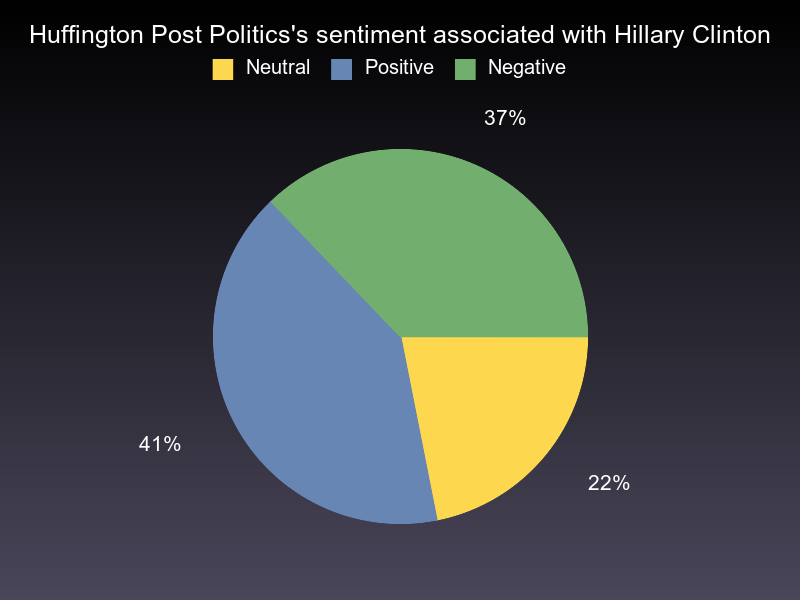 Huffington Post Politics's sentiment associated with Hillary Clinton
Neutral Positive Negative
37%
41%
22%